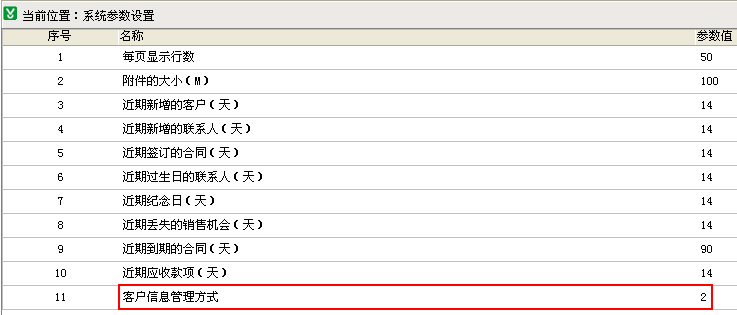 当前位置：系统参数设置
序号 名称 参数值
1 每页显示行数 50
2 附件的大小(M) 100
3 近期新增的客户(天) 14
4 近期新增的联系人(天) 14
5 近期签订的合同(天) 14
6 近期过生日的联系人(天) 14
7 近期纪念日(天) 14
8 近期丢失的销售机会(天) 14
9 近期到期的合同(天) 90
10 近期应收款项(天) 14
11 客户信息管理方式 2